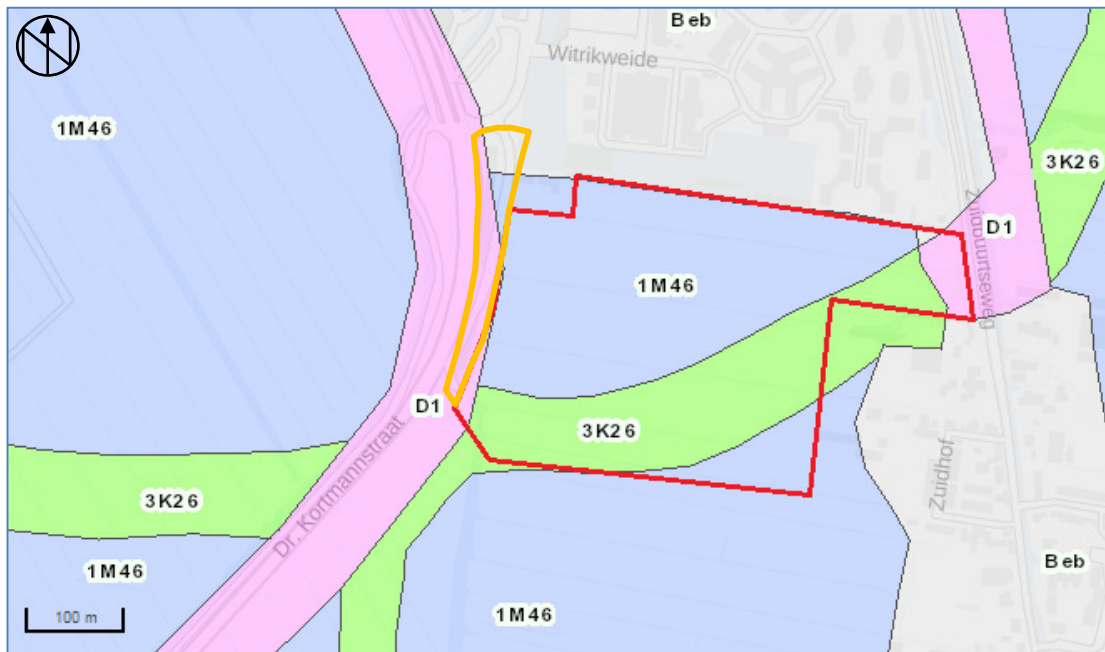 Beb
Witrikweide
1M46
3K26
D1
Zuidbuurtseweg
1M46
D1
3K26
Dr. Kortmannstraat
Zuidhof
3K26
1M46
Beb
100 m
1M46